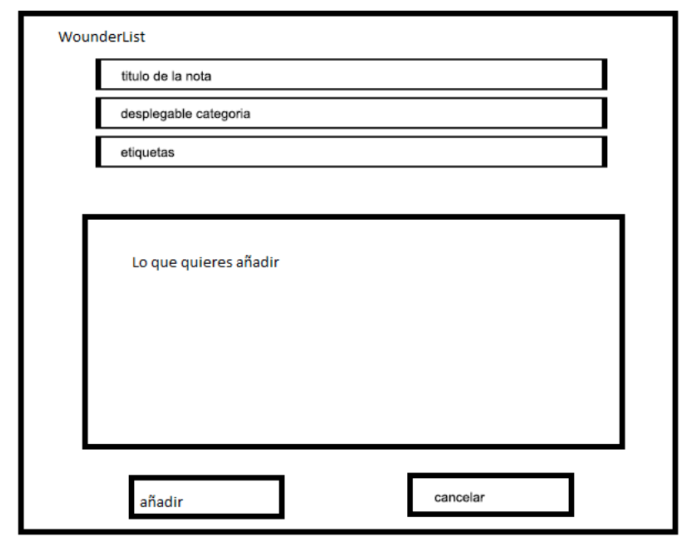 WounderList
titulo de la nota
desplegable categoria
etiquetas
Lo que quieres añadir
añadir
cancelar